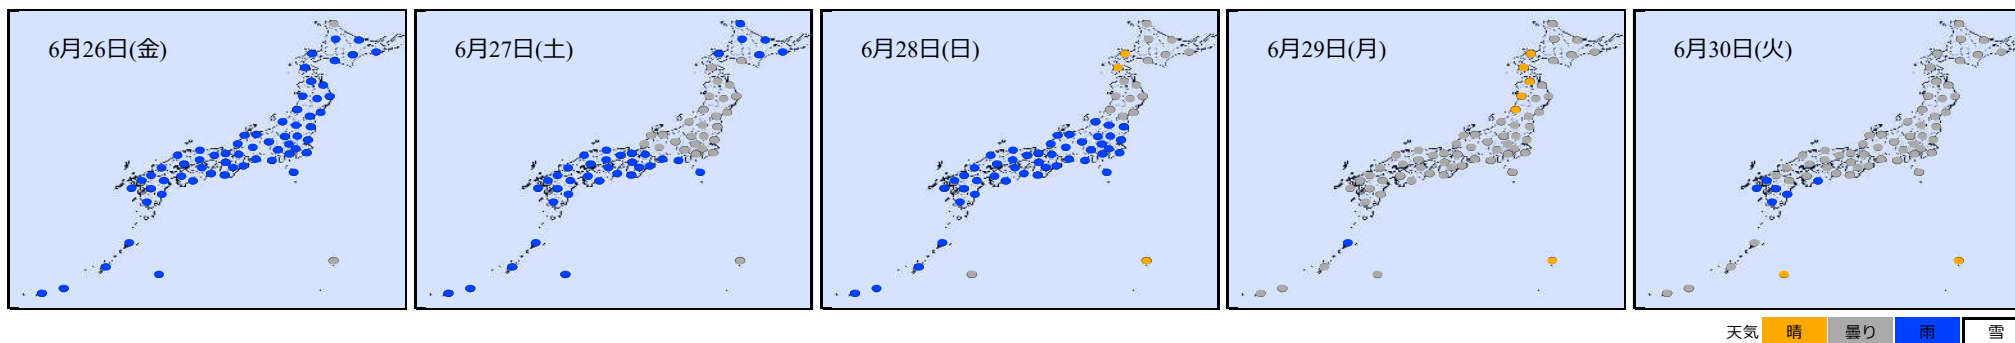 6月26日(金)
6月27日(土)
6月28日(日)
6月29日(月)
6月30日(火)
天気 晴 曇り 雨 雪